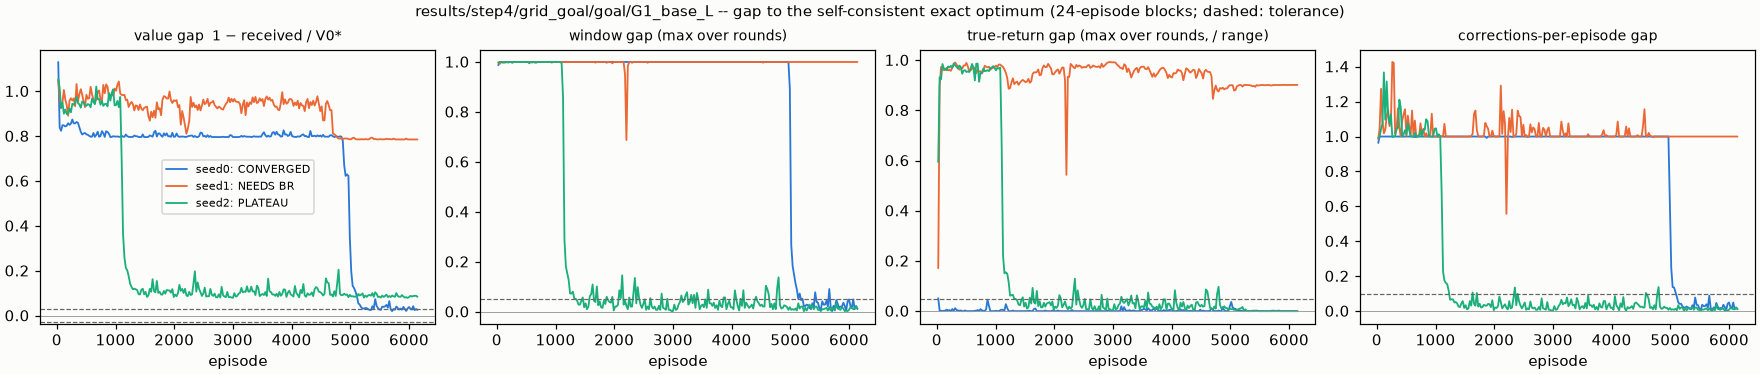 results/step4/grid_goal/goal/G1_base_L -- gap to the self-consistent exact optimum (24-episode blocks; dashed: tolerance)
value gap  1 − received / V0*
1.0
0.8
0.6
0.4
0.2
0.0
seed0: CONVERGED
seed1: NEEDS BR
seed2: PLATEAU
0 1000 2000 3000 4000 5000 6000
episode
window gap (max over rounds)
1.0
0.8
0.6
0.4
0.2
0.0
0 1000 2000 3000 4000 5000 6000
episode
true-return gap (max over rounds, / range)
1.0
0.8
0.6
0.4
0.2
0.0
0 1000 2000 3000 4000 5000 6000
episode
corrections-per-episode gap
1.4
1.2
1.0
0.8
0.6
0.4
0.2
0.0
0 1000 2000 3000 4000 5000 6000
episode